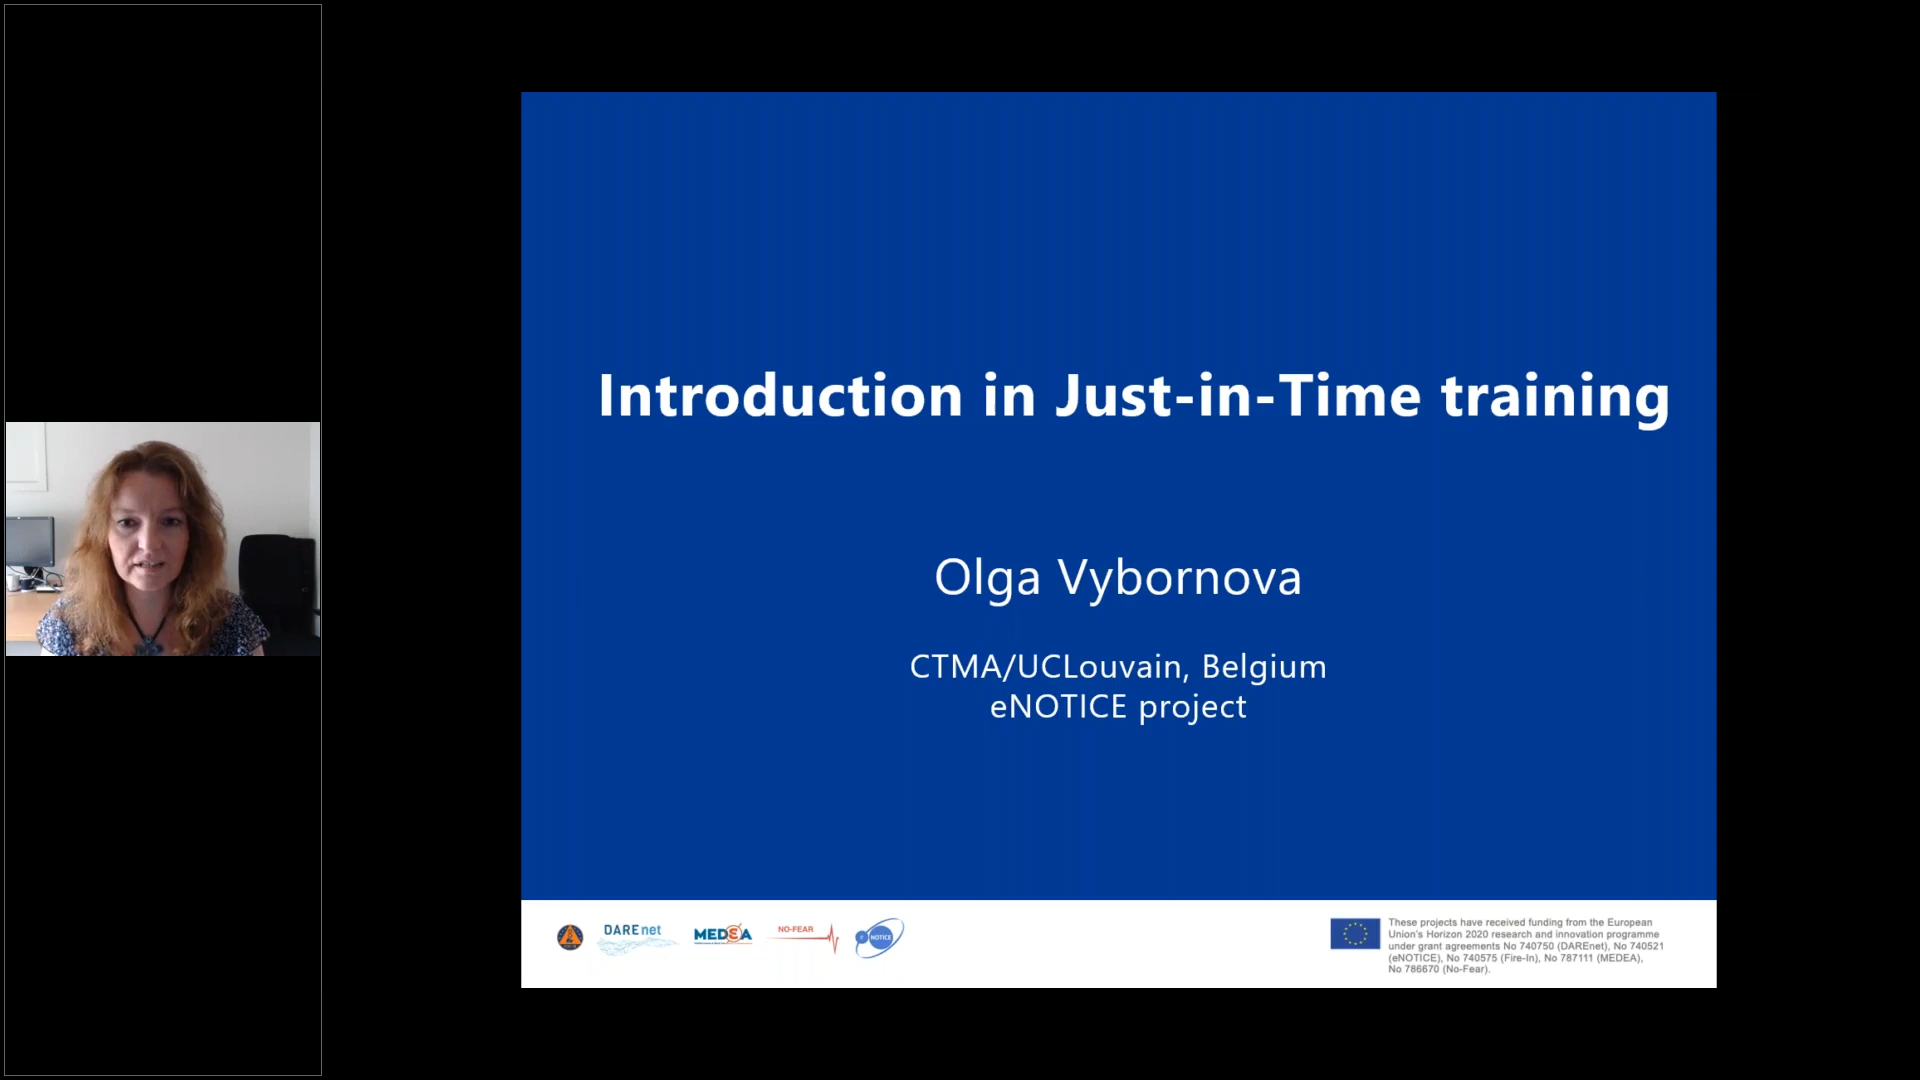 Introduction in Just-in-Time training
Olga Vybornova
CTMA/UCLouvain, Belgium
eNOTICE project
DAREnet
MEDEA
NO-FEAR
NOTICE
These projects have received funding from the European
Union's Horizon 2020 research and innovation programme
under grant agreements No 740750 (DAREnet), No 740521
(eNOTICE), No 740575 (Fire-In), No 787111 (MEDEA),
No 786670 (No-Fear).